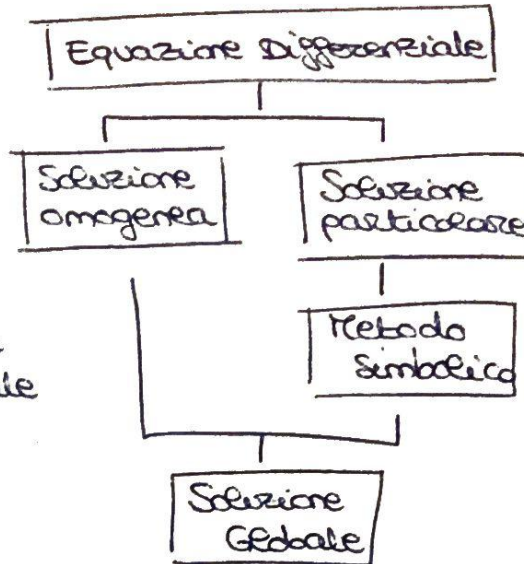 Equazione Differenziale
Soluzione
omogenea
Soluzione
particolare
Metodo
simbolico
Soluzione
Globale